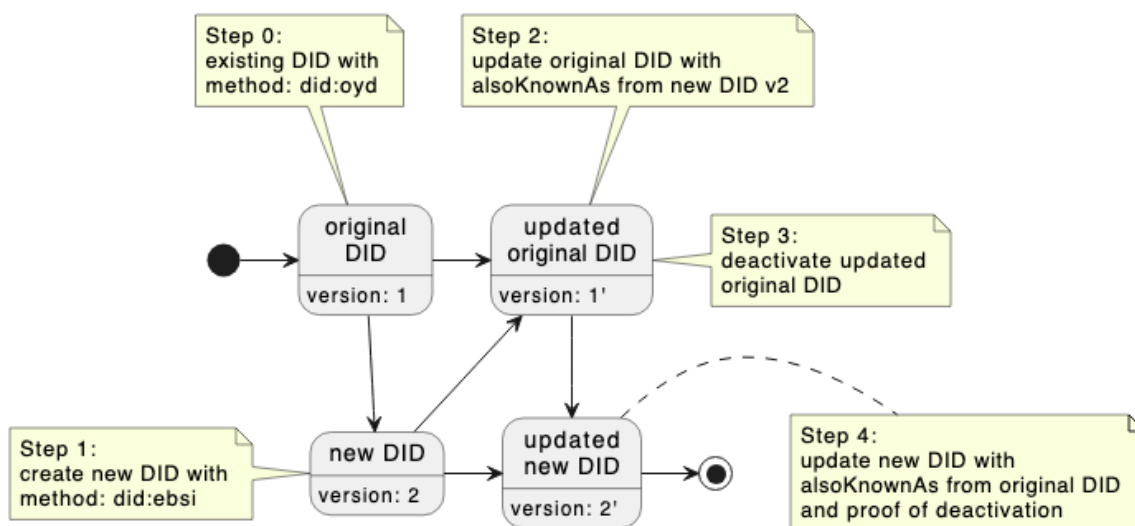 Step 0:
existing DID with
method: did:oyd
Step 2:
update original DID with
alsoKnownAs from new DID v2
original
DID
version: 1
updated
original DID
version: 1'
Step 3:
deactivate updated
original DID
Step 1:
create new DID with
method: did:ebsi
new DID
version: 2
updated
new DID
version: 2'
Step 4:
update new DID with
alsoKnownAs from original DID
and proof of deactivation